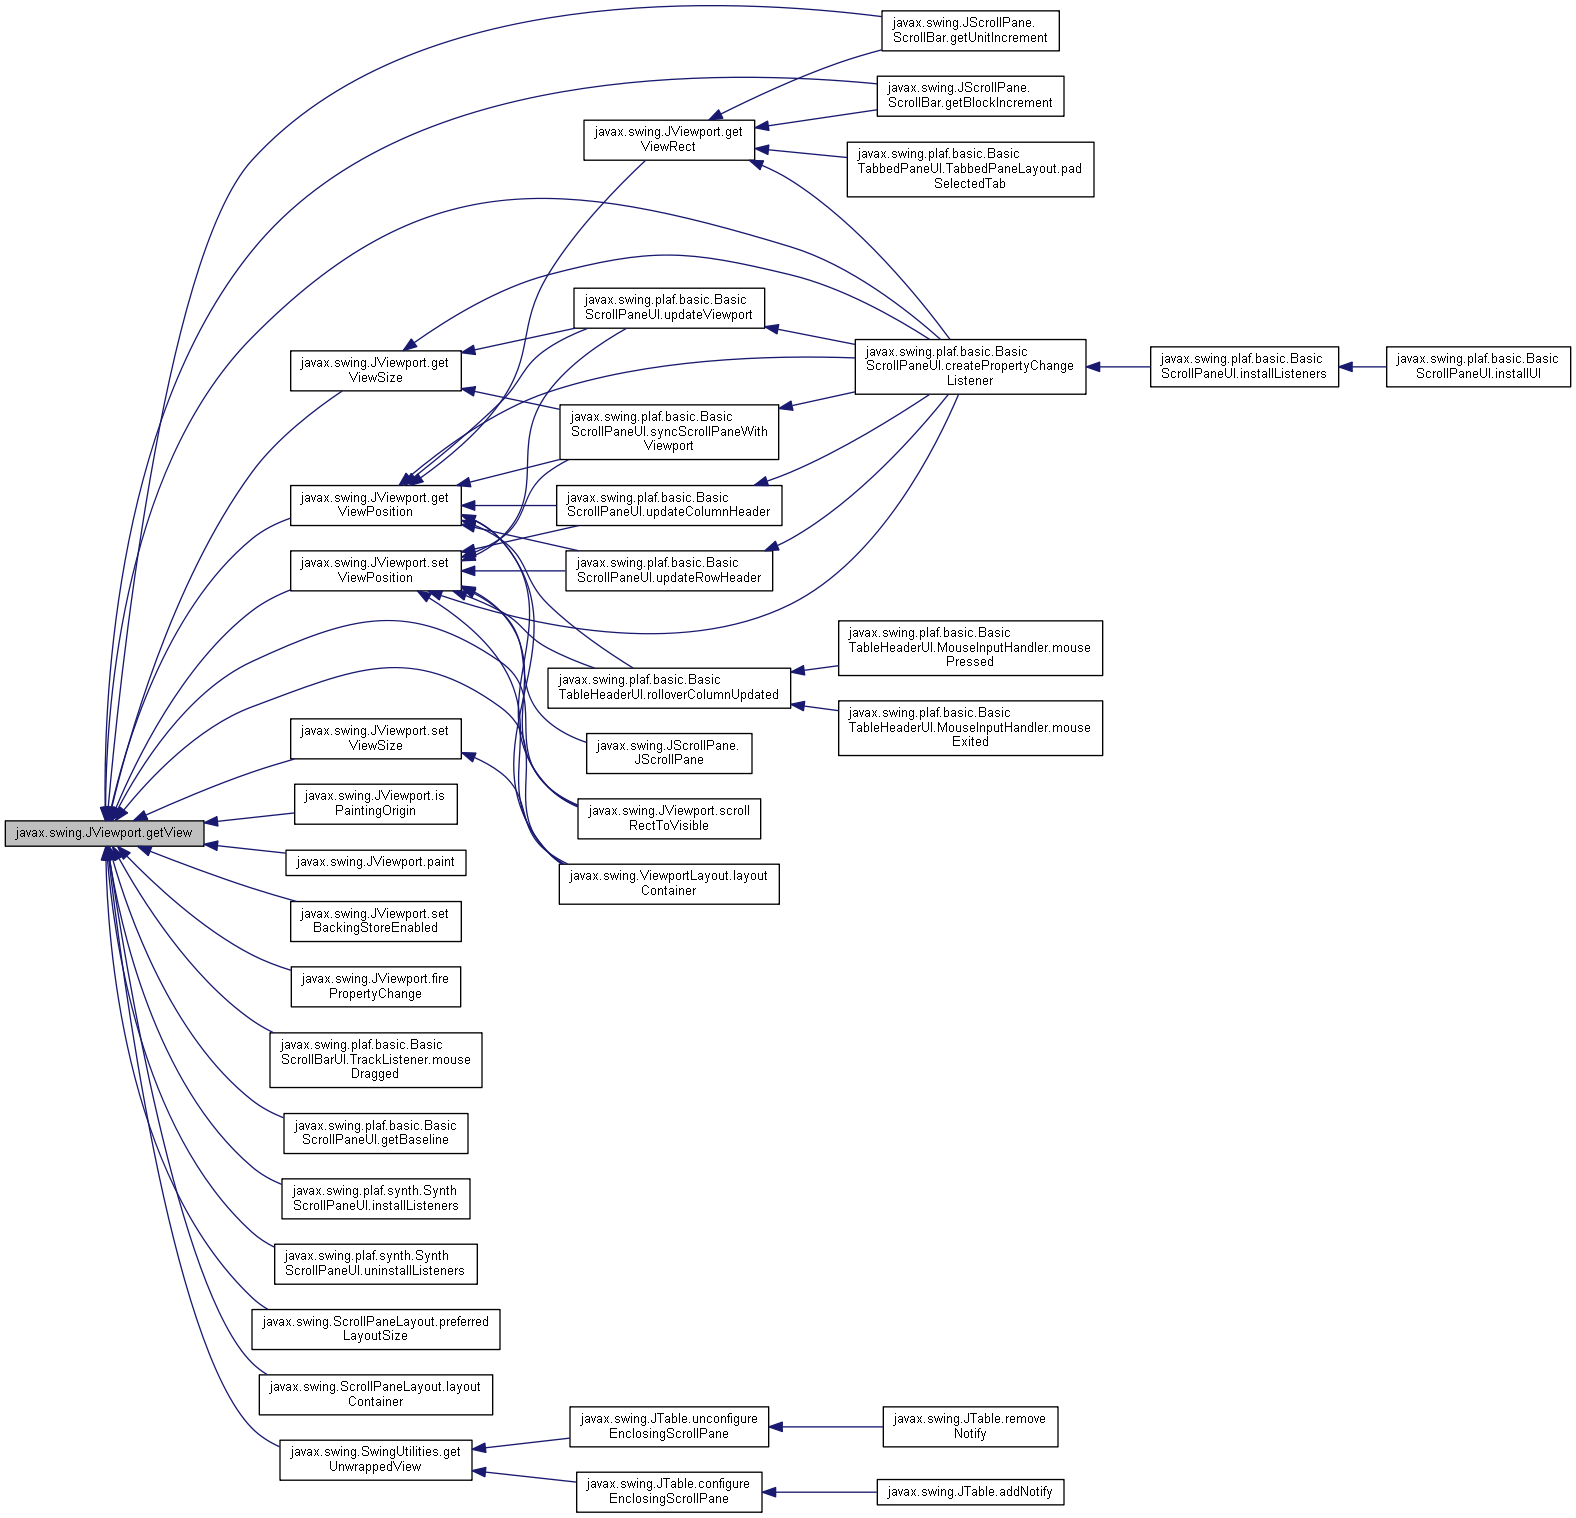 javax.swing.JScrollPane.
ScrollBar.getUnitIncrement
javax.swing.JScrollPane.
ScrollBar.getBlockIncrement
javax.swing.JViewport.get
ViewRect
javax.swing.plaf.basic.Basic
TabbedPaneUI.TabbedPaneLayout.pad
SelectedTab
javax.swing.plaf.basic.Basic
ScrollPaneUI.updateViewport
javax.swing.JViewport.get
ViewSize
javax.swing.plaf.basic.Basic
ScrollPaneUI.createPropertyChange
Listener
javax.swing.plaf.basic.Basic
ScrollPaneUI.installListeners
javax.swing.plaf.basic.Basic
ScrollPaneUI.installUI
javax.swing.plaf.basic.Basic
ScrollPaneUI.syncScrollPaneWith
Viewport
javax.swing.JViewport.get
ViewPosition
javax.swing.plaf.basic.Basic
ScrollPaneUI.updateColumnHeader
javax.swing.JViewport.set
ViewPosition
javax.swing.plaf.basic.Basic
ScrollPaneUI.updateRowHeader
javax.swing.plaf.basic.Basic
TableHeaderUI.MouseInputHandler.mouse
Pressed
javax.swing.plaf.basic.Basic
TableHeaderUI.rolloverColumnUpdated
javax.swing.plaf.basic.Basic
TableHeaderUI.MouseInputHandler.mouse
Exited
javax.swing.JViewport.set
ViewSize
javax.swing.JScrollPane.
JScrollPane
javax.swing.JViewport.is
PaintingOrigin
javax.swing.JViewport.scroll
RectToVisible
javax.swing.JViewport.getView
javax.swing.JViewport.paint
javax.swing.ViewportLayout.layout
Container
javax.swing.JViewport.set
BackingStoreEnabled
javax.swing.JViewport.fire
PropertyChange
javax.swing.plaf.basic.Basic
ScrollBarUI.TrackListener.mouse
Dragged
javax.swing.plaf.basic.Basic
ScrollPaneUI.getBaseline
javax.swing.plaf.synth.Synth
ScrollPaneUI.installListeners
javax.swing.plaf.synth.Synth
ScrollPaneUI.uninstallListeners
javax.swing.ScrollPaneLayout.preferred
LayoutSize
javax.swing.ScrollPaneLayout.layout
Container
javax.swing.SwingUtilities.get
UnwrappedView
javax.swing.JTable.unconfigure
EnclosingScrollPane
javax.swing.JTable.remove
Notify
javax.swing.JTable.configure
EnclosingScrollPane
javax.swing.JTable.addNotify